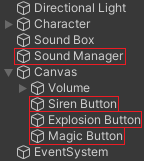 Directional Light
Character
Sound Box
Sound Manager
Canvas
Volume
Siren Button
Explosion Button
Magic Button
EventSystem